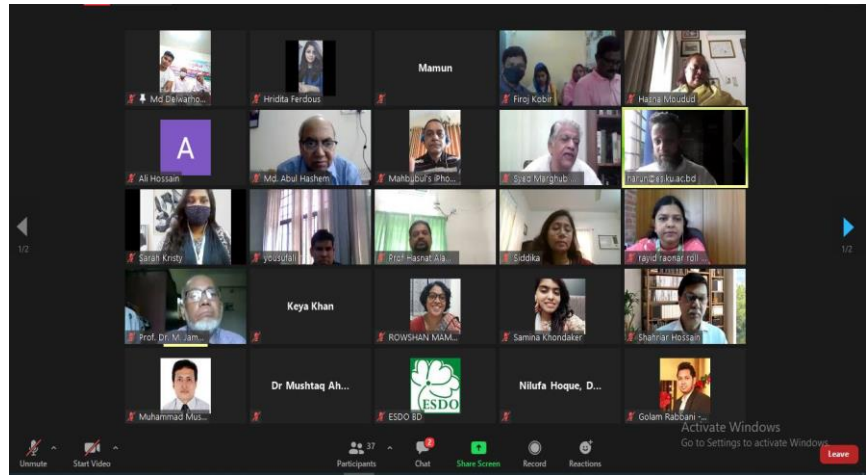 Md Delwarho...
Hridita Ferdous
Mamun
Firoj Kobir
Hasna Moudud
A
Ali Hossain
Md. Abul Hashem
Mahbubul's iPho...
Syed Marghub
harun@es.ku.ac.bd
Sarah Kristy
yousufali
Prof Hasnat Ala...
Siddika
rayid raonar roll ...
1/2
1/2
Prof. Dr. M. Jam...
Keya Khan
ROWSHAN MAM...
Samina Khondaker
Shahriar Hossain
Muhammad Mus...
Dr Mushtaq Ah...
ESDO
ESDO BD
Nilufa Hoque, D...
Golam Rabbani -...
Activate Windows
Go to Settings to activate Windows.
Unmute
Start Video
37
Participants
2
Chat
Share Screen
Record
Reactions
Leave